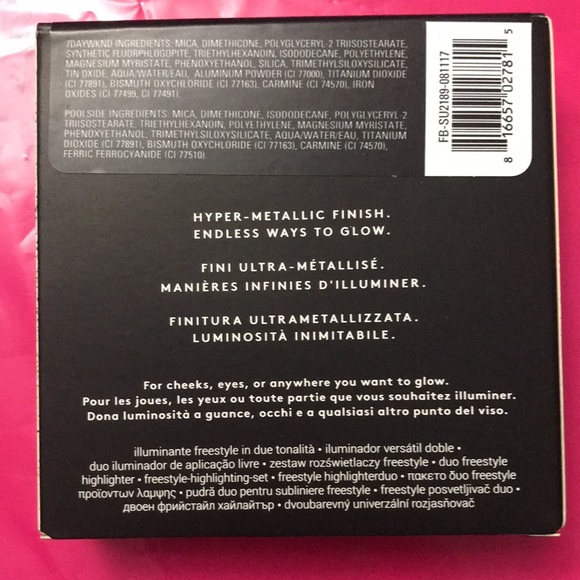 7DAYWKND INGREDIENTS: MICA, DIMETHICONE, POLYGLYCERYL-2 TRIISOSTEARATE,
SYNTHETIC FLUORPHLOGOPITE, TRIETHYLHEXANOIN, ISODODECANE, POLYETHYLENE,
MAGNESIUM MYRISTATE, PHENOXYETHANOL, SILICA, TRIMETHYLSILOXYSILICATE,
TIN OXIDE, AQUA/WATER/EAU, ALUMINUM POWDER (CI 77000), TITANIUM DIOXIDE
(CI 77891), BISMUTH OXYCHLORIDE (CI 77163), CARMINE (CI 74570), IRON
OXIDES (CI 77499, CI 77491).
POOLSIDE INGREDIENTS: MICA, DIMETHICONE, ISODODECANE, POLYGLYCERYL-2
TRIISOSTEARATE, TRIETHYLHEXANOIN, POLYETHYLENE, MAGNESIUM MYRISTATE,
PHENOXYETHANOL, TRIMETHYLSILOXYSILICATE, AQUA/WATER/EAU, TITANIUM
DIOXIDE (CI 77891), BISMUTH OXYCHLORIDE (CI 77163), CARMINE (CI 74570),
FERRIC FERROCYANIDE (CI 77510).
FB-SU2189-081117
8 16657 02781 5
HYPER-METALLIC FINISH.
ENDLESS WAYS TO GLOW.
FINI ULTRA-MÉTALLISÉ.
MANIÈRES INFINIES D'ILLUMINER.
FINITURA ULTRAMETALLIZZATA.
LUMINOSITÀ INIMITABILE.
For cheeks, eyes, or anywhere you want to glow.
Pour les joues, les yeux ou toute partie que vous souhaitez illuminer.
Dona luminosità a guance, occhi e a qualsiasi altro punto del viso.
illuminante freestyle in due tonalità • iluminador versátil doble •
duo iluminador de aplicação livre • zestaw rozświetlaczy freestyle • duo freestyle
highlighter • freestyle-highlighting-set • freestyle highlighterduo • πακετο δυο freestyle
προϊοντων λαμψης • pudră duo pentru subliniere freestyle • freestyle posvetljivač duo •
двоен фрийстайл хайлайтър • dvoubarevný univerzální rozjasňovač